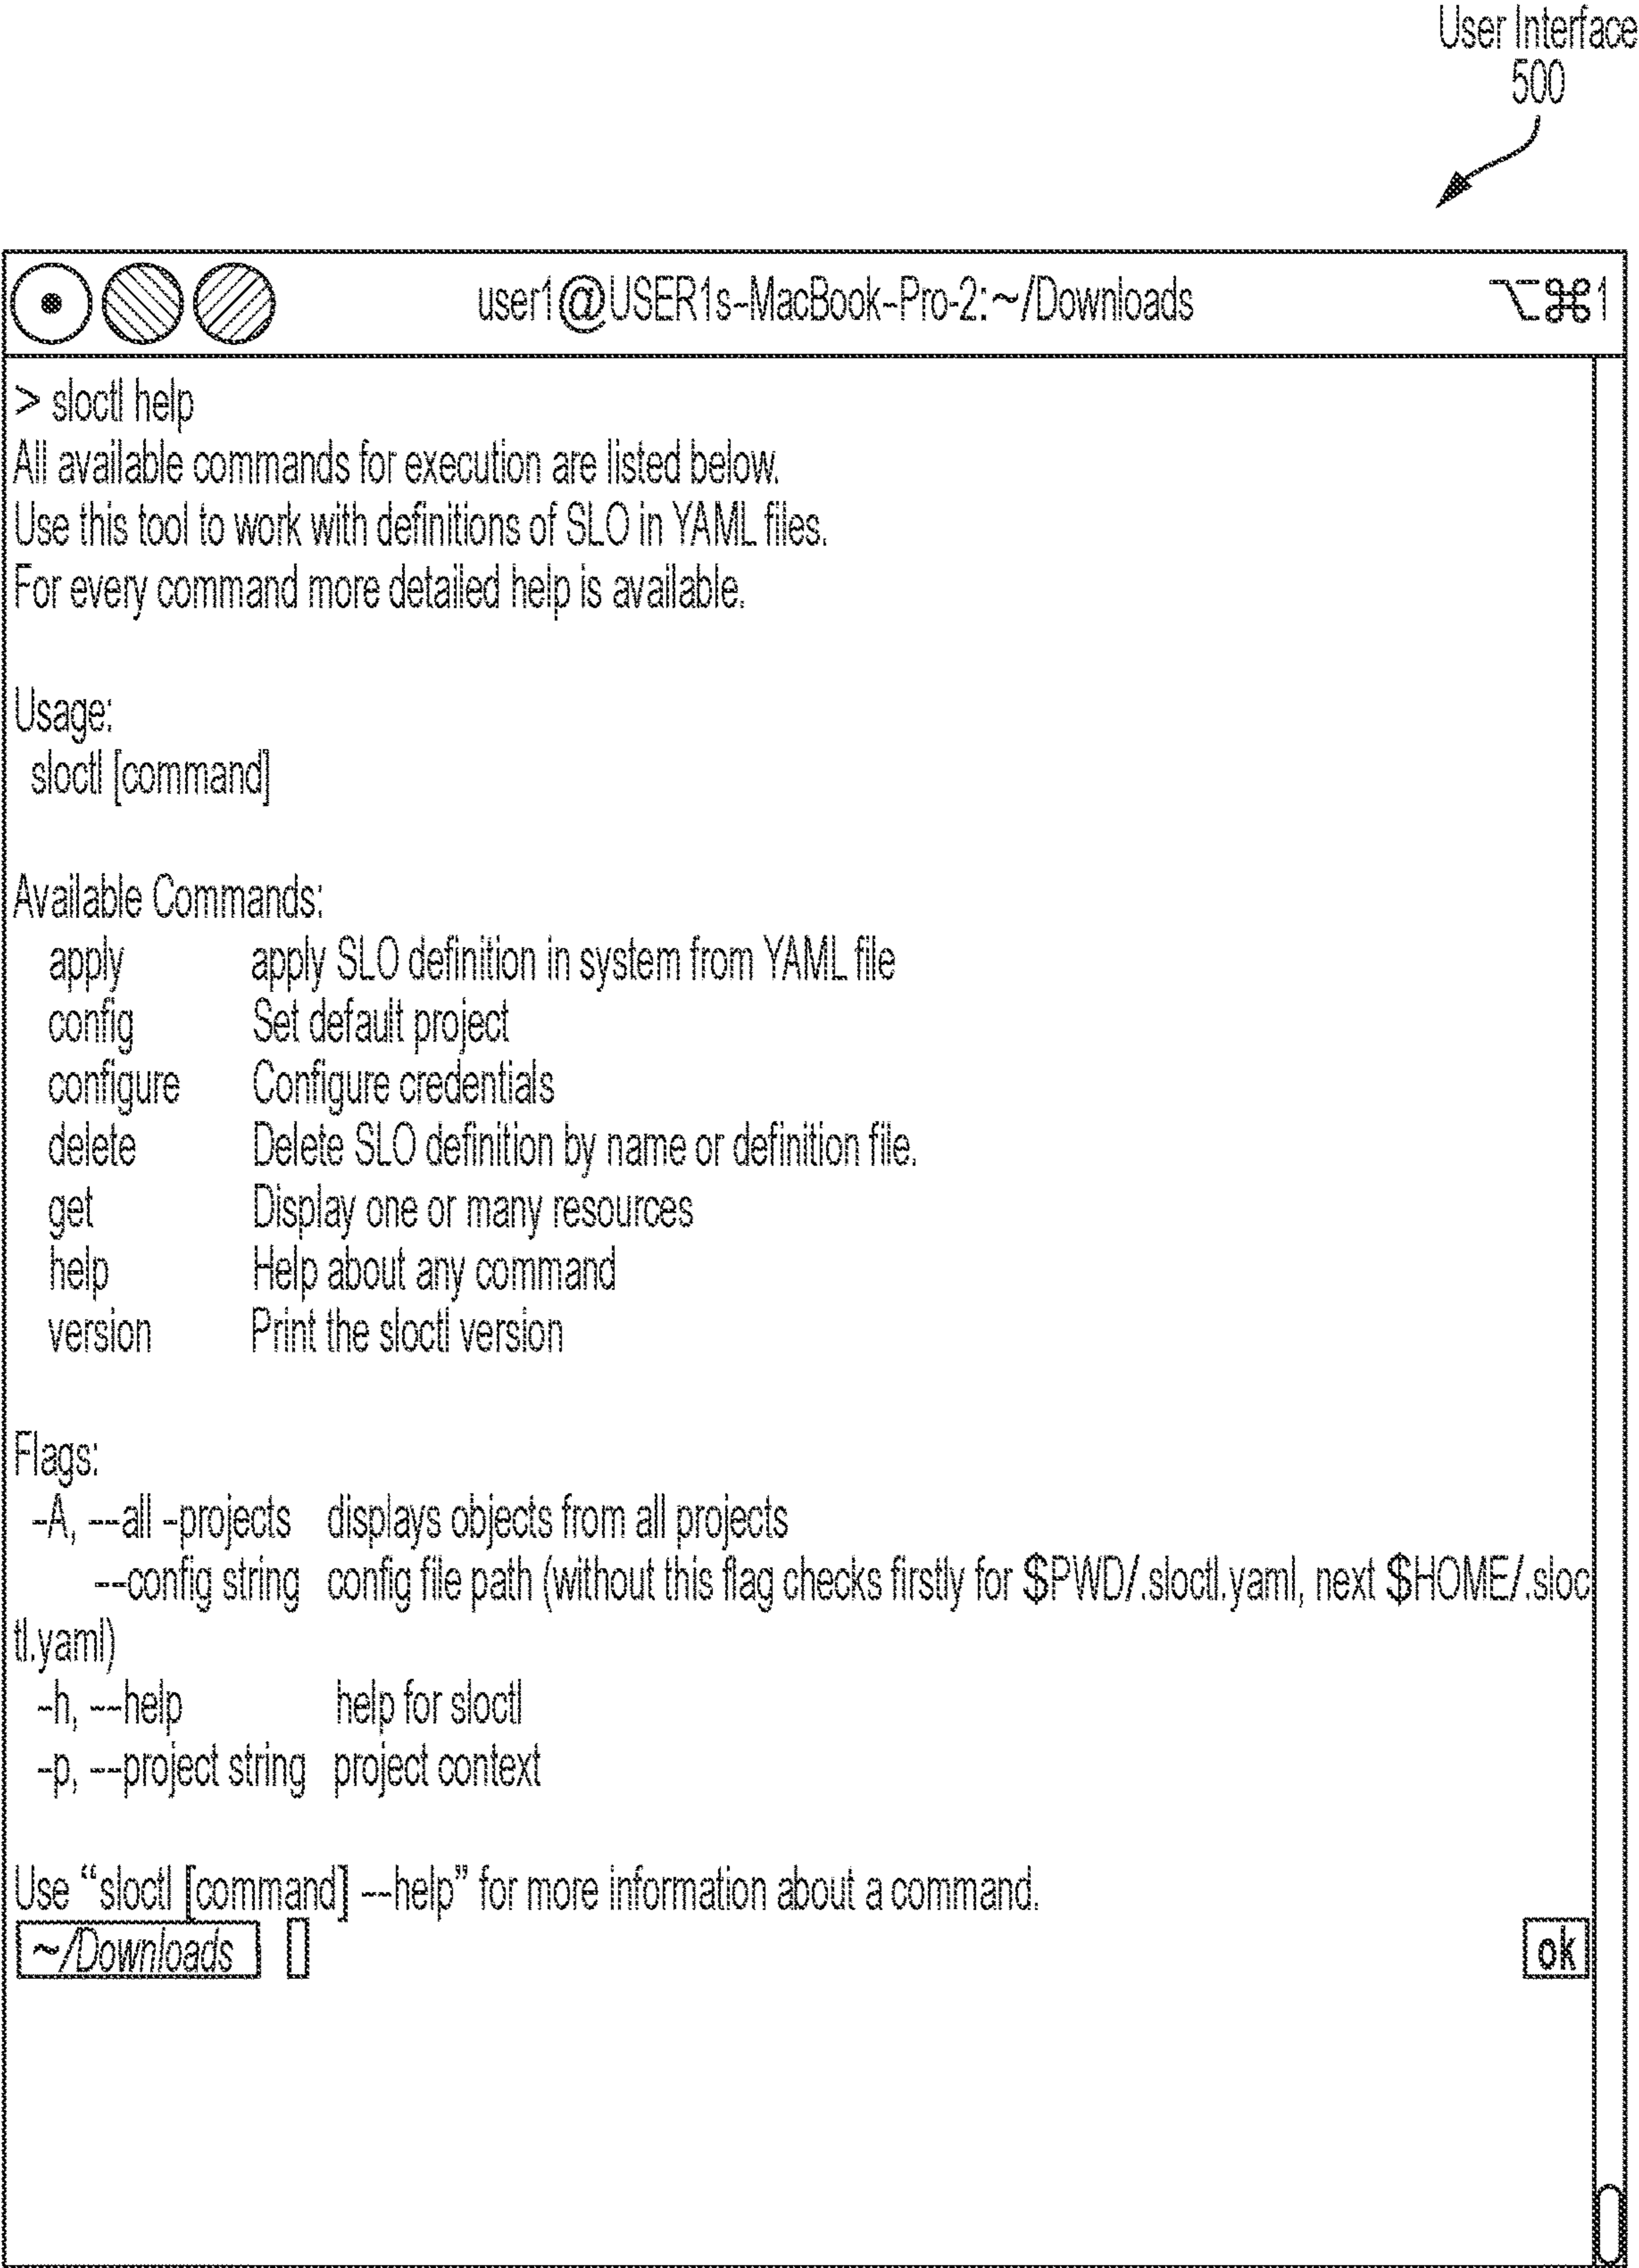 User Interface
500
user1@USER1s-MacBook-Pro-2:~/Downloads ⌥⌘1
> sloctl help
All available commands for execution are listed below.
Use this tool to work with definitions of SLO in YAML files.
For every command more detailed help is available.
Usage:
sloctl [command]
Available Commands:
apply apply SLO definition in system from YAML file
config Set default project
configure Configure credentials
delete Delete SLO definition by name or definition file.
get Display one or many resources
help Help about any command
version Print the sloctl version
Flags:
-A, --all -projects displays objects from all projects
--config string config file path (without this flag checks firstly for $PWD/.sloctl.yaml, next $HOME/.sloc
tl.yaml)
-h, --help help for sloctl
-p, --project string project context
Use “sloctl [command] --help” for more information about a command.
~/Downloads ok